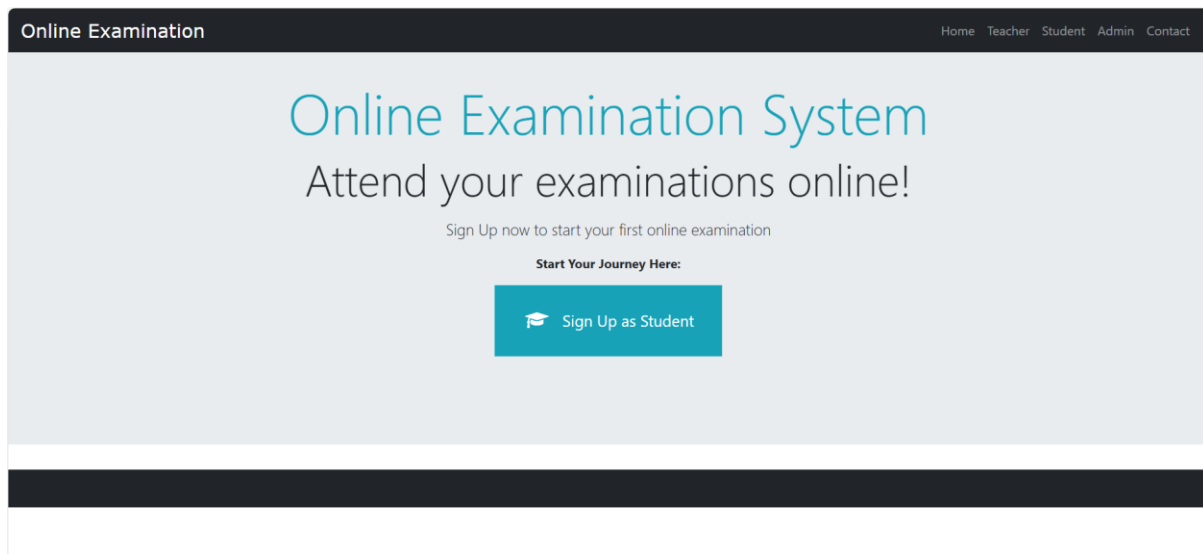 Online Examination
Home Teacher Student Admin Contact
Online Examination System
Attend your examinations online!
Sign Up now to start your first online examination
Start Your Journey Here:
Sign Up as Student